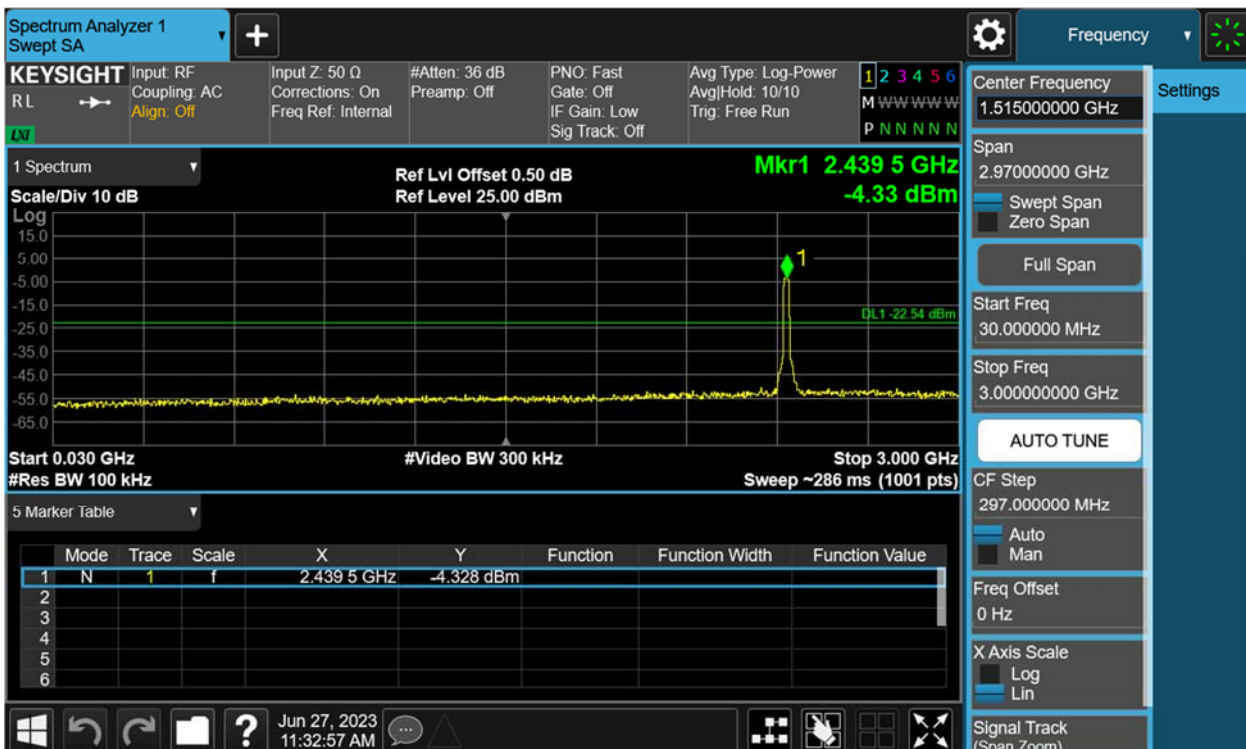 Spectrum Analyzer 1
Swept SA
+
Frequency
KEYSIGHT
RL
LXI
Input: RF
Coupling: AC
Align: Off
Input Z: 50 Ω
Corrections: On
Freq Ref: Internal
#Atten: 36 dB
Preamp: Off
PNO: Fast
Gate: Off
IF Gain: Low
Sig Track: Off
Avg Type: Log-Power
Avg|Hold: 10/10
Trig: Free Run
1 2 3 4 5 6
M W W W W W
P N N N N N
1 Spectrum
Scale/Div 10 dB
Ref Lvl Offset 0.50 dB
Ref Level 25.00 dBm
Mkr1 2.439 5 GHz
-4.33 dBm
Log
15.0
5.00
-5.00
-15.0
-25.0
-35.0
-45.0
-55.0
-65.0
1
DL1 -22.54 dBm
Start 0.030 GHz
#Video BW 300 kHz
Stop 3.000 GHz
#Res BW 100 kHz
Sweep ~286 ms (1001 pts)
5 Marker Table
Mode Trace Scale X Y Function Function Width Function Value
1 N 1 f 2.439 5 GHz -4.328 dBm
2
3
4
5
6
?
Jun 27, 2023
11:32:57 AM
Settings
Center Frequency
1.515000000 GHz
Span
2.97000000 GHz
Swept Span
Zero Span
Full Span
Start Freq
30.000000 MHz
Stop Freq
3.000000000 GHz
AUTO TUNE
CF Step
297.000000 MHz
Auto
Man
Freq Offset
0 Hz
X Axis Scale
Log
Lin
Signal Track
(Span Zoom)